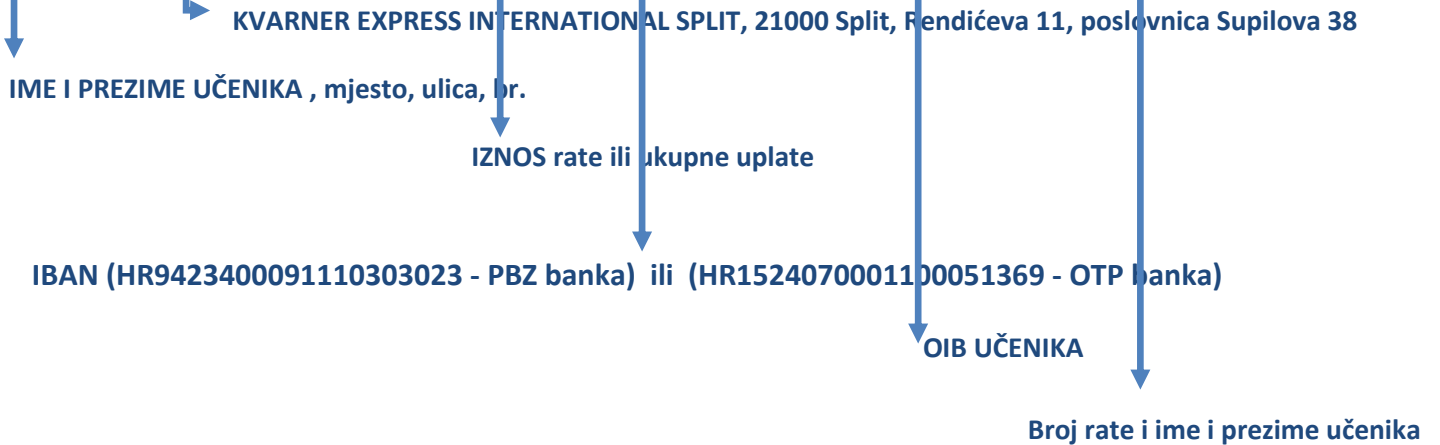 KVARNER EXPRESS INTERNATIONAL SPLIT, 21000 Split, Rendićeva 11, poslovnica Supilova 38
IME I PREZIME UČENIKA , mjesto, ulica, br.
IZNOS rate ili ukupne uplate
IBAN (HR9423400091110303023 - PBZ banka) ili (HR1524070001100051369 - OTP banka)
OIB UČENIKA
Broj rate i ime i prezime učenika